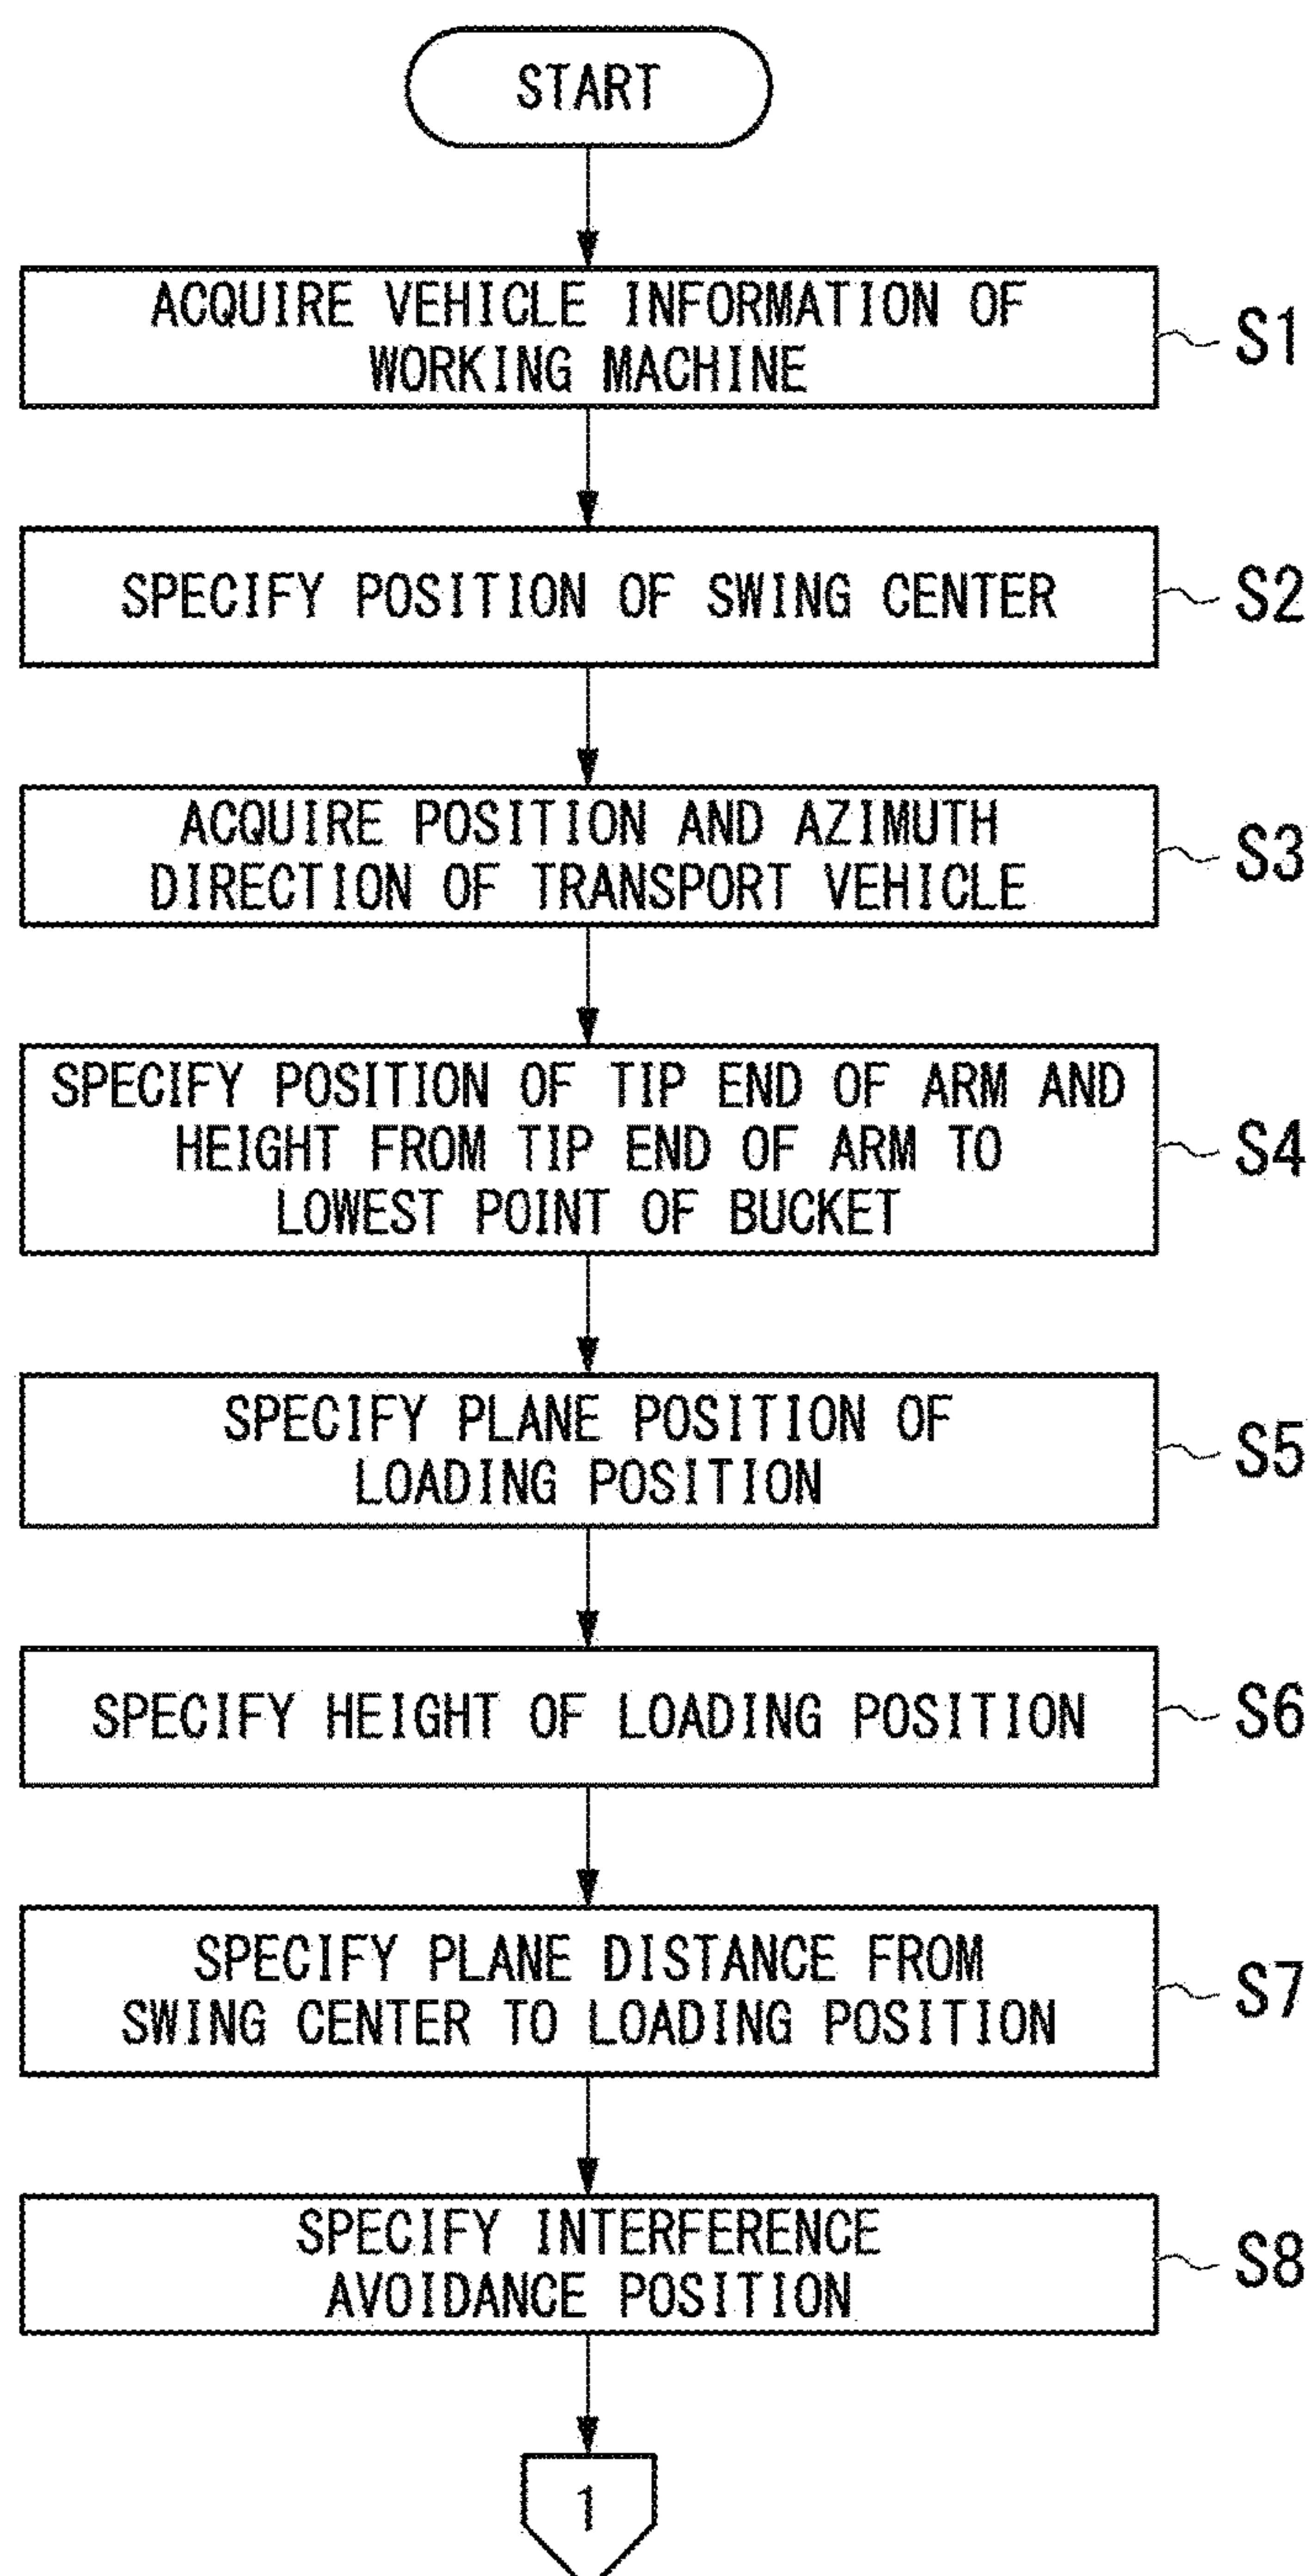 START
ACQUIRE VEHICLE INFORMATION OF
WORKING MACHINE
S1
SPECIFY POSITION OF SWING CENTER
S2
ACQUIRE POSITION AND AZIMUTH
DIRECTION OF TRANSPORT VEHICLE
S3
SPECIFY POSITION OF TIP END OF ARM AND
HEIGHT FROM TIP END OF ARM TO
LOWEST POINT OF BUCKET
S4
SPECIFY PLANE POSITION OF
LOADING POSITION
S5
SPECIFY HEIGHT OF LOADING POSITION
S6
SPECIFY PLANE DISTANCE FROM
SWING CENTER TO LOADING POSITION
S7
SPECIFY INTERFERENCE
AVOIDANCE POSITION
S8
1